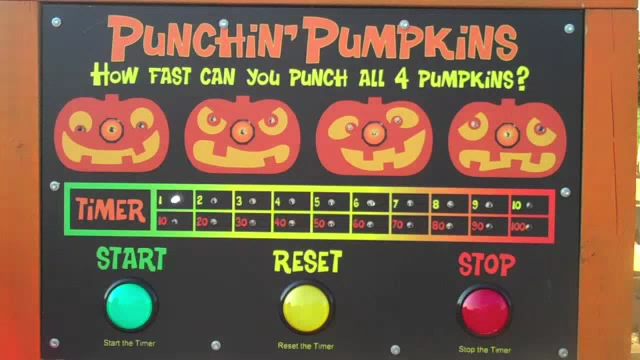 PUNCHIN' PUMPKINS
HOW FAST CAN YOU PUNCH ALL 4 PUMPKINS?
TIMER
1 2 3 4 5 6 7 8 9 10
10 20 30 40 50 60 70 80 90 100
START RESET STOP
Start the Timer Reset the Timer Stop the Timer